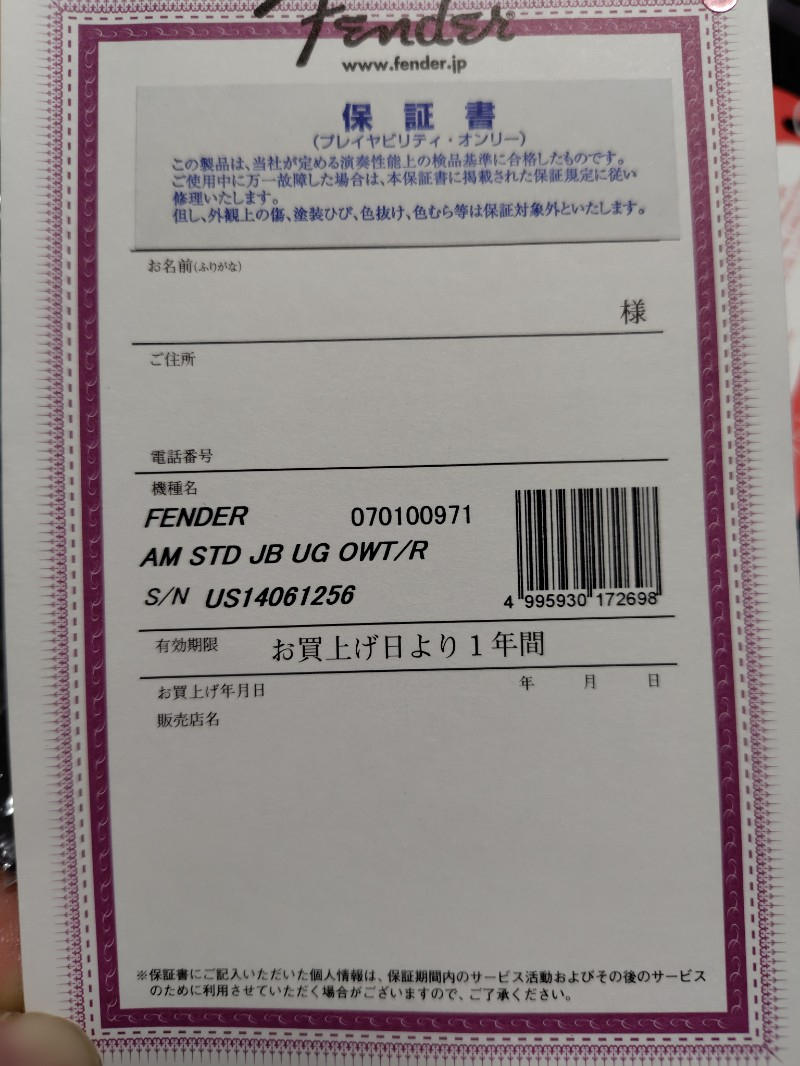 Fender
www.fender.jp
保証書
(プレイヤビリティ・オンリー)
この製品は、当社が定める演奏性能上の検品基準に合格したものです。
ご使用中に万一故障した場合は、本保証書に掲載された保証規定に従い
修理いたします。
但し、外観上の傷、塗装ひび、色抜け、色むら等は保証対象外といたします。
お名前(ふりがな)
様
ご住所
電話番号
機種名
FENDER 070100971
AM STD JB UG OWT/R
S/N US14061256
4 995930 172698
有効期限 お買上げ日より1年間
お買上げ年月日 年 月 日
販売店名
※保証書にご記入いただいた個人情報は、保証期間内のサービス活動およびその後のサービス
のために利用させていただく場合がございますので、ご了承ください。